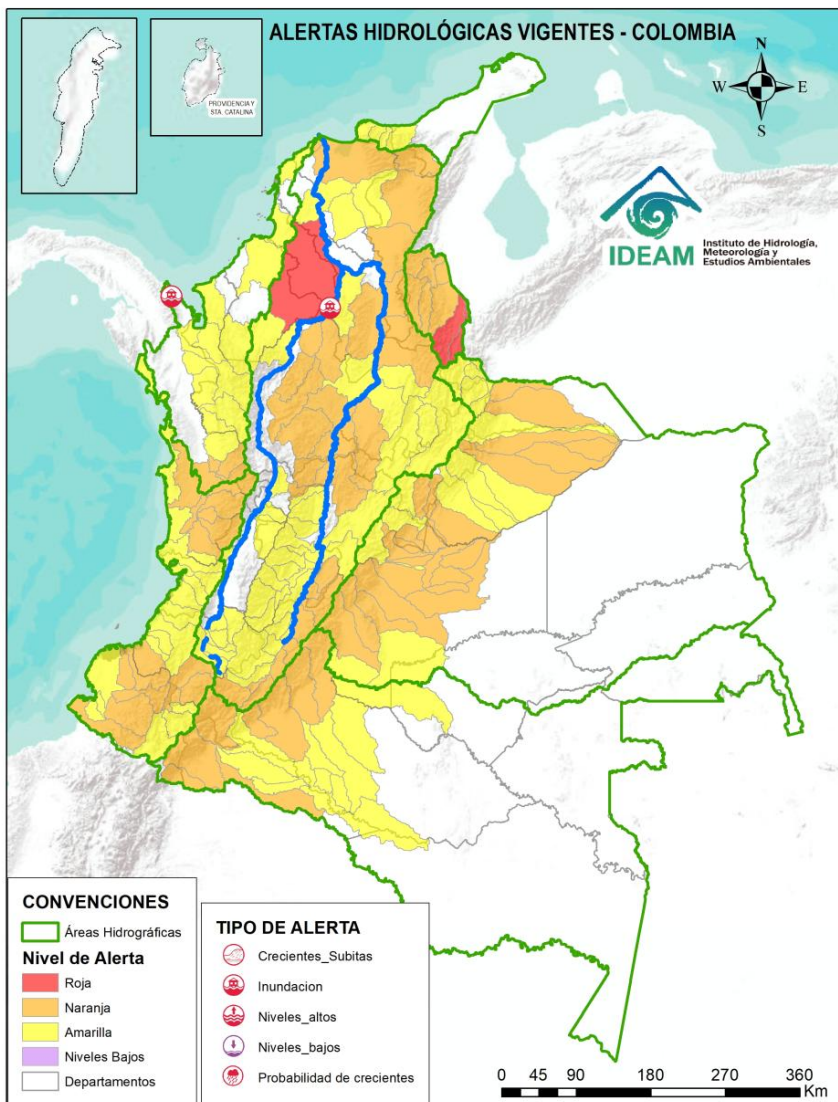 ALERTAS HIDROLÓGICAS VIGENTES - COLOMBIA
PROVIDENCIA Y
STA. CATALINA
N
W E
S
IDEAM
Instituto de Hidrología,
Meteorología y
Estudios Ambientales
CONVENCIONES
Áreas Hidrográficas
Nivel de Alerta
Roja
Naranja
Amarilla
Niveles Bajos
Departamentos
TIPO DE ALERTA
Crecientes_Subitas
Inundacion
Niveles_altos
Niveles_bajos
Probabilidad de crecientes
0 45 90 180 270 360
Km